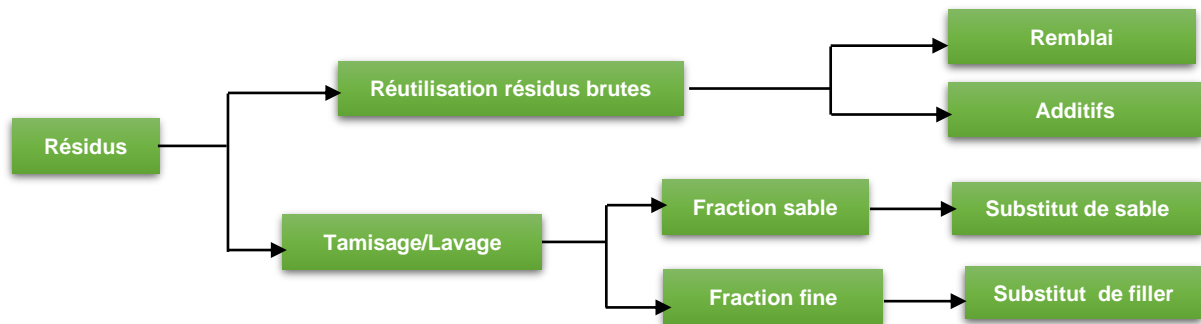 Remblai
Réutilisation résidus brutes
Additifs
Résidus
Fraction sable
Substitut de sable
Tamisage/Lavage
Fraction fine
Substitut de filler